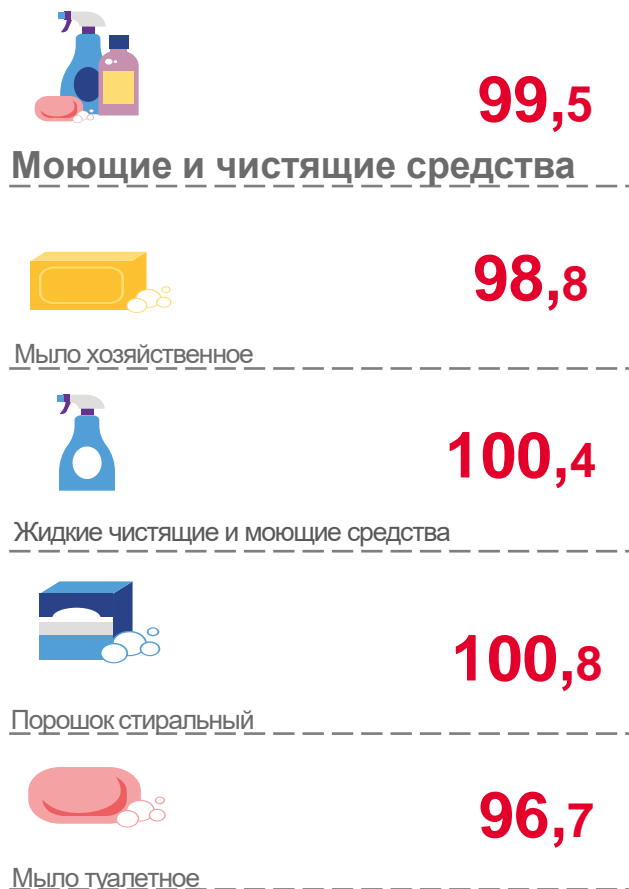 99,5
Моющие и чистящие средства
98,8
Мыло хозяйственное
100,4
Жидкие чистящие и моющие средства
100,8
Порошок стиральный
96,7
Мыло туалетное